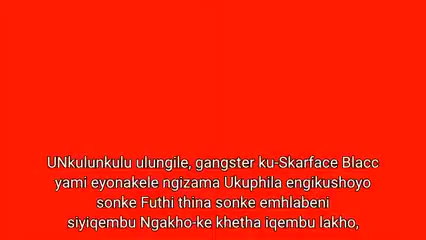 UNkulunkulu ulungile, gangster ku-Skarface Blacc
yami eyonakele ngizama Ukuphila engikushoyo
sonke Futhi thina sonke emhlabeni
siyiqembu Ngakho-ke khetha iqembu lakho,